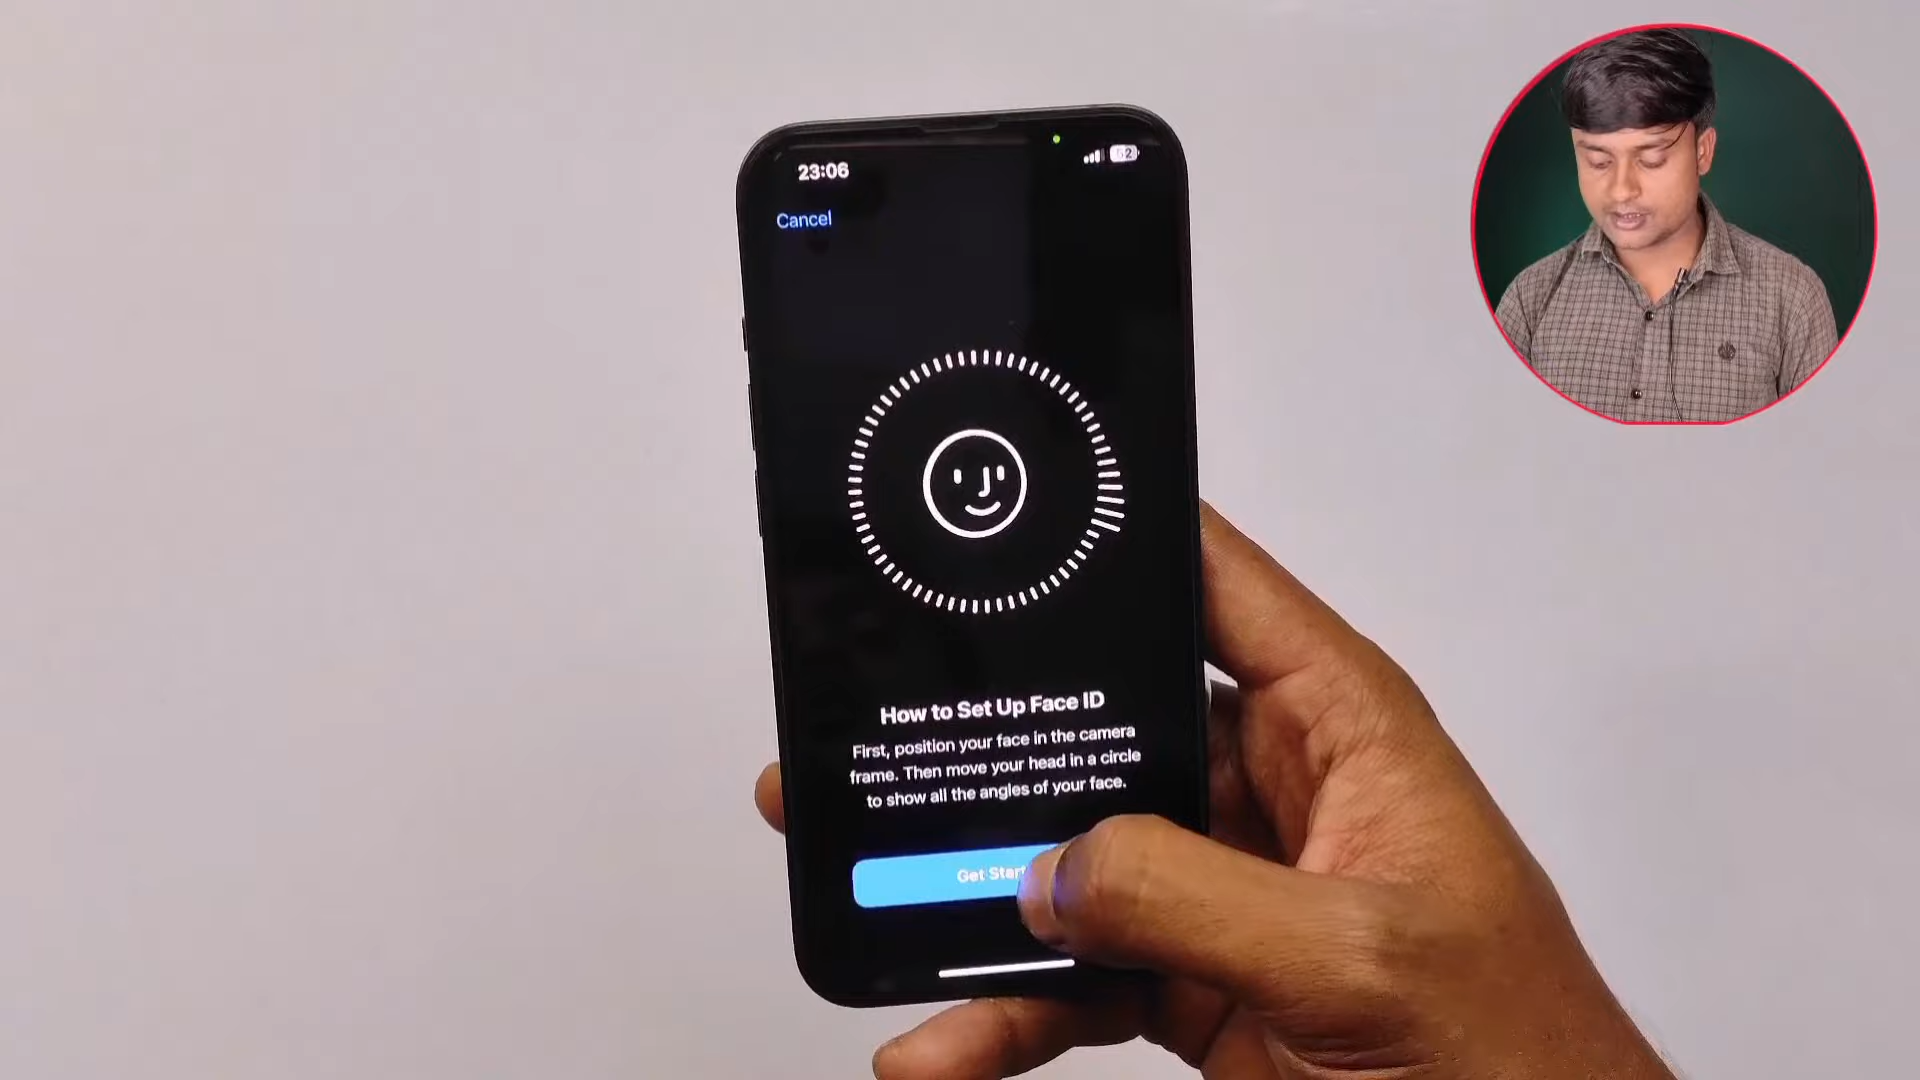 23:06
52
Cancel
How to Set Up Face ID
First, position your face in the camera
frame. Then move your head in a circle
to show all the angles of your face.
Get Start